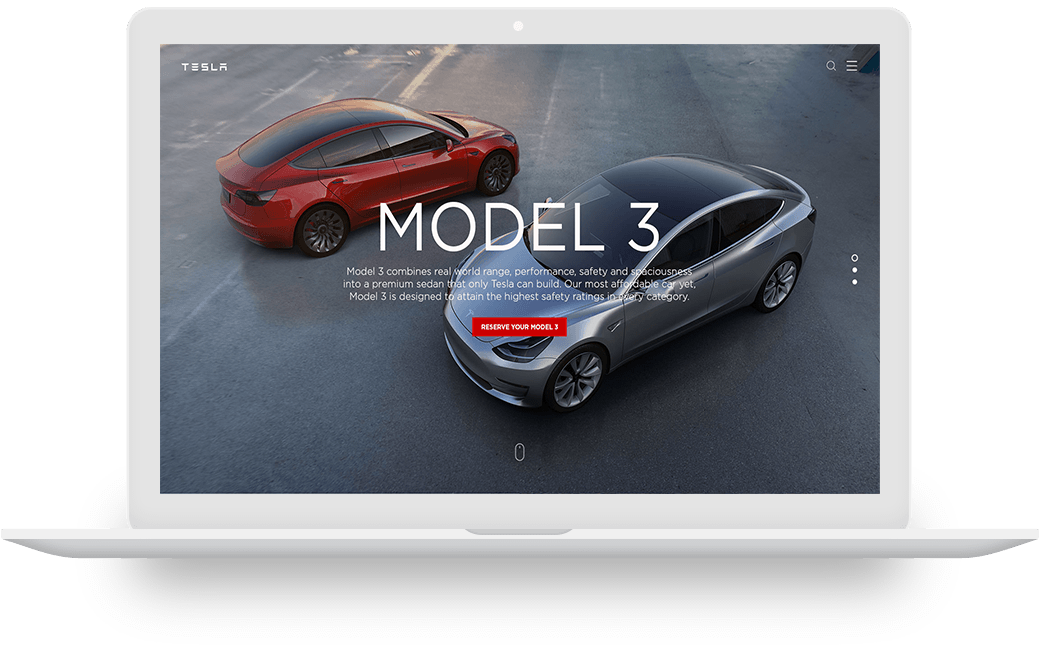 TESLA
MODEL 3
Model 3 combines real world range, performance, safety and spaciousness
into a premium sedan that only Tesla can build. Our most affordable car yet,
Model 3 is designed to attain the highest safety ratings in every category.
RESERVE YOUR MODEL 3